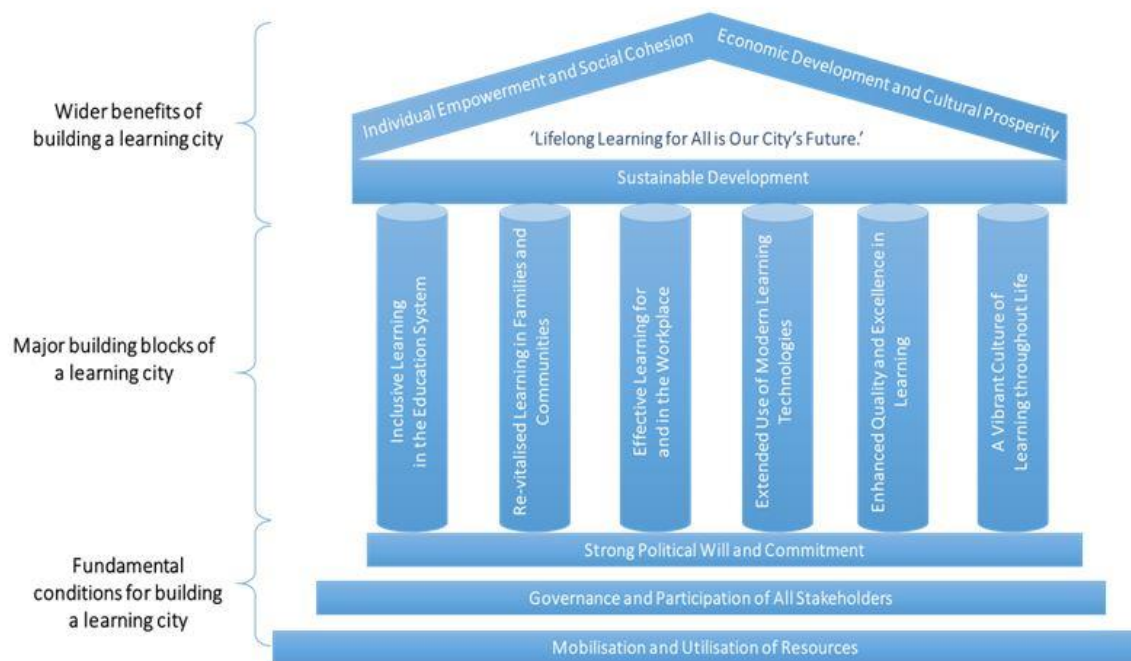 Wider benefits of
building a learning city
Individual Empowerment and Social Cohesion
Economic Development and Cultural Prosperity
‘Lifelong Learning for All is Our City’s Future.’
Sustainable Development
Major building blocks of
a learning city
Inclusive Learning
in the Education System
Re-vitalised Learning in Families and
Communities
Effective Learning for
and in the Workplace
Extended Use of Modern Learning
Technologies
Enhanced Quality and Excellence in
Learning
A Vibrant Culture of
Learning throughout Life
Fundamental
conditions for building
a learning city
Strong Political Will and Commitment
Governance and Participation of All Stakeholders
Mobilisation and Utilisation of Resources